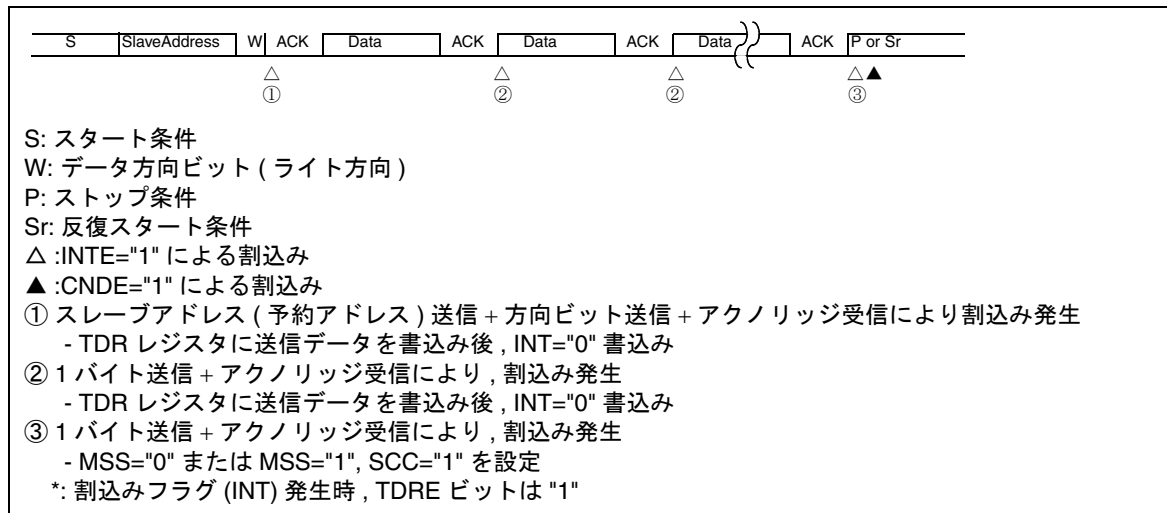 S SlaveAddress W ACK Data ACK Data ACK Data ACK P or Sr
△ △ △ △▲
① ② ② ③
S: スタート条件
W: データ方向ビット ( ライト方向 )
P: ストップ条件
Sr: 反復スタート条件
△ :INTE="1" による割込み
▲ :CNDE="1" による割込み
① スレーブアドレス ( 予約アドレス ) 送信 + 方向ビット送信 + アクノリッジ受信により割込み発生
- TDR レジスタに送信データを書込み後 , INT="0" 書込み
② 1 バイト送信 + アクノリッジ受信により , 割込み発生
- TDR レジスタに送信データを書込み後 , INT="0" 書込み
③ 1 バイト送信 + アクノリッジ受信により , 割込み発生
- MSS="0" または MSS="1", SCC="1" を設定
*: 割込みフラグ (INT) 発生時 , TDRE ビットは "1"